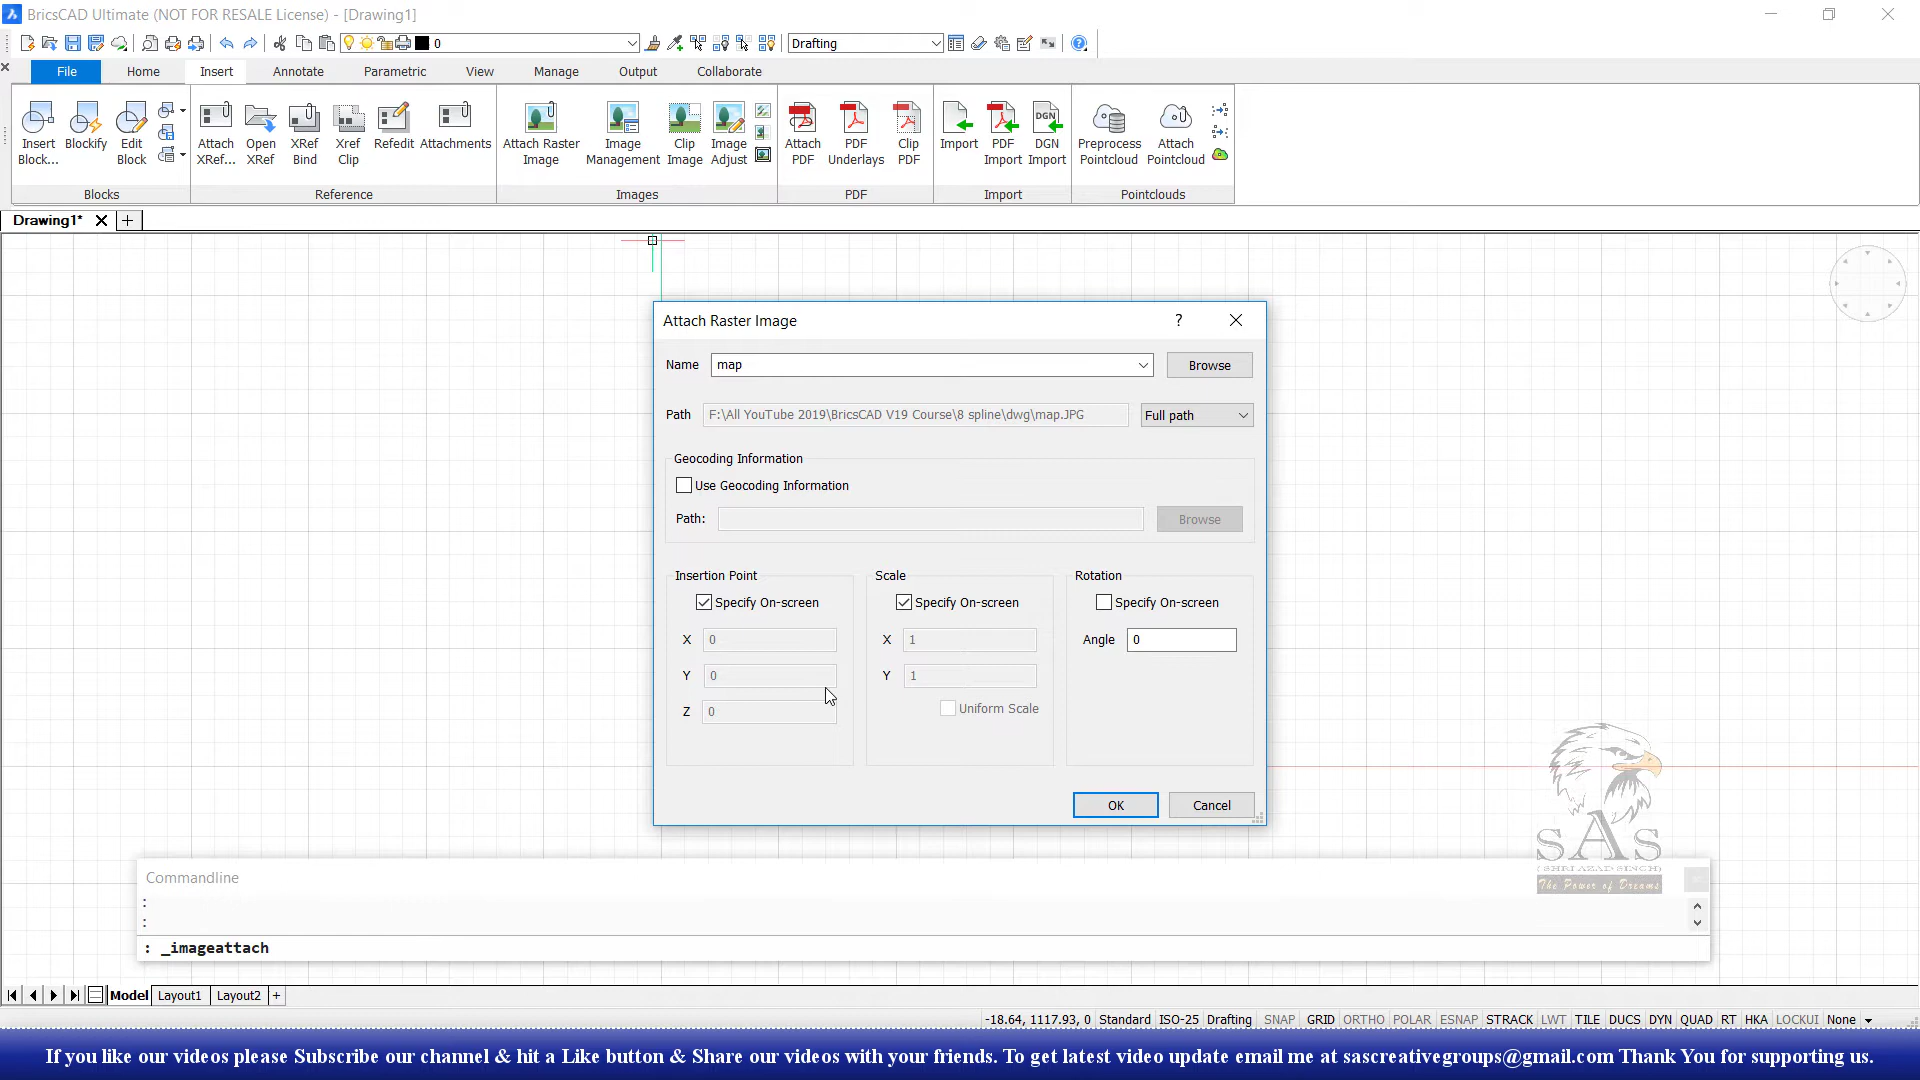 BricsCAD Ultimate (NOT FOR RESALE License) - [Drawing1]
0
Drafting
File Home Insert Annotate Parametric View Manage Output Collaborate
Insert Block...
Blockify
Edit Block
Attach XRef...
Open XRef
XRef Bind
Xref Clip
Refedit
Attachments
Attach Raster Image
Image Management
Clip Image
Image Adjust
Attach PDF
PDF Underlays
Clip PDF
Import
PDF Import
DGN
DGN Import
Preprocess Pointcloud
Attach Pointcloud
Blocks
Reference
Images
PDF
Import
Pointclouds
Drawing1*
Attach Raster Image
?
Name map Browse
Path F:\All YouTube 2019\BricsCAD V19 Course\8 spline\dwg\map.JPG Full path
Geocoding Information
Use Geocoding Information
Path: Browse
Insertion Point Scale Rotation
Specify On-screen Specify On-screen Specify On-screen
X 0 X 1 Angle 0
Y 0 Y 1
Z 0 Uniform Scale
OK Cancel
SAS
(SHRI AZAD SINGH)
The Power of Dreams
Commandline
:
:
: _imageattach
Model Layout1 Layout2 +
-18.64, 1117.93, 0 Standard ISO-25 Drafting SNAP GRID ORTHO POLAR ESNAP STRACK LWT TILE DUCS DYN QUAD RT HKA LOCKUI None
If you like our videos please Subscribe our channel & hit a Like button & Share our videos with your friends. To get latest video update email me at sascreativegroups@gmail.com Thank You for supporting us.